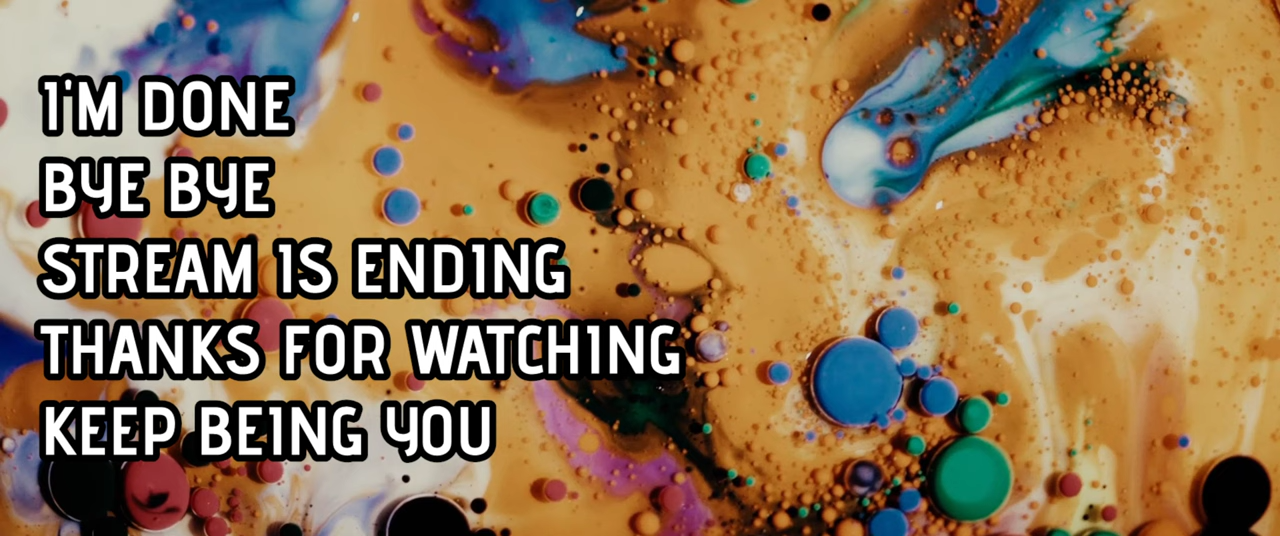 I'M DONE
BYE BYE
STREAM IS ENDING
THANKS FOR WATCHING
KEEP BEING YOU